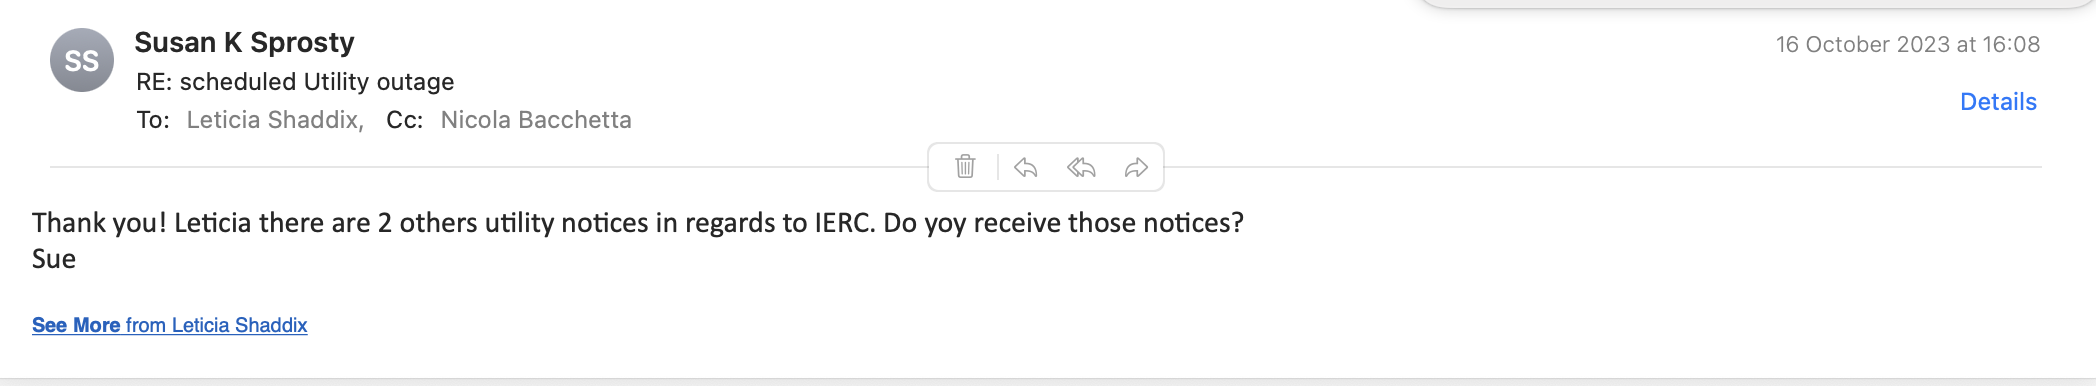 SS
Susan K Sprosty
16 October 2023 at 16:08
RE: scheduled Utility outage
Details
To: Leticia Shaddix, Cc: Nicola Bacchetta
Thank you! Leticia there are 2 others utility notices in regards to IERC. Do yoy receive those notices?
Sue
See More from Leticia Shaddix